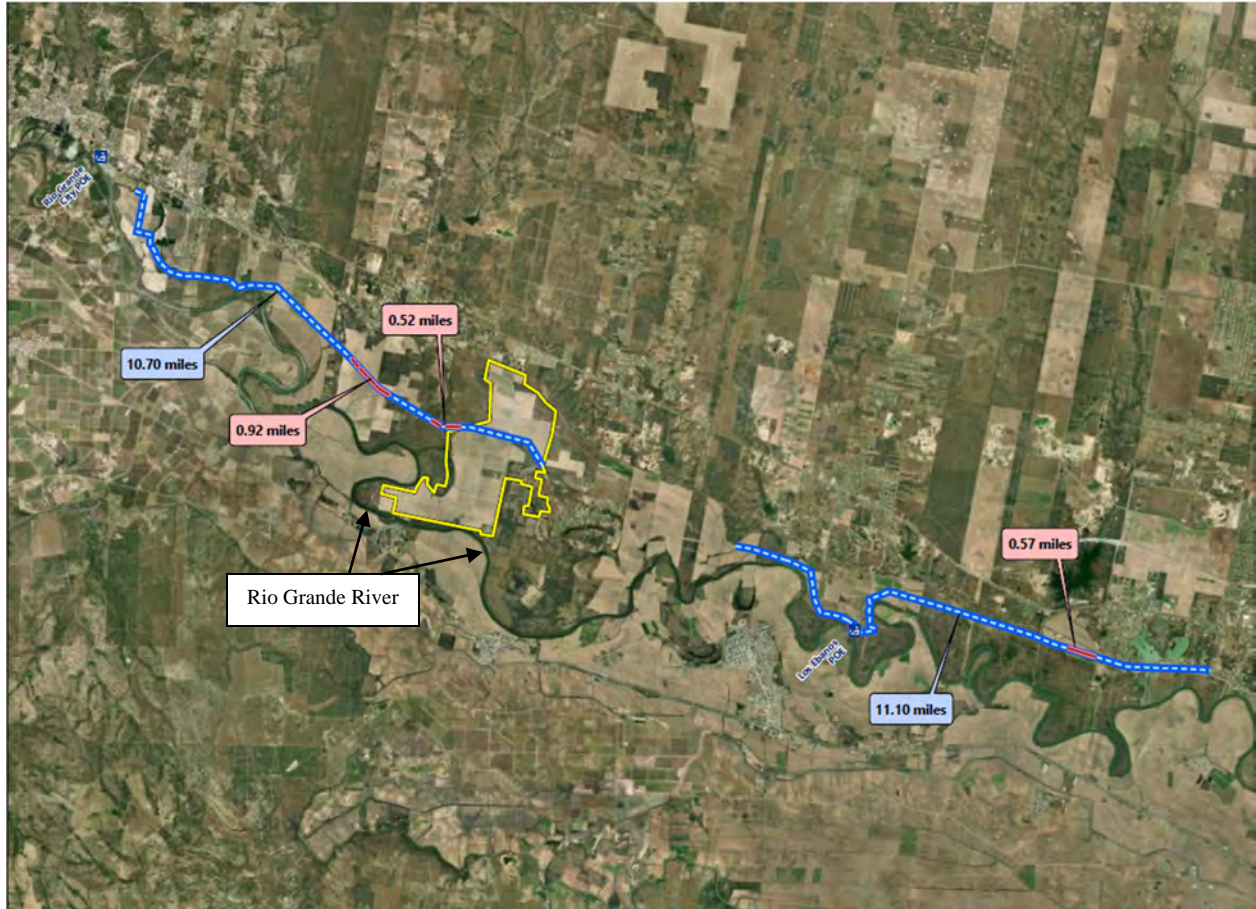 Rio Grande
City POE
0.52 miles
10.70 miles
0.92 miles
0.57 miles
Rio Grande River
Los Ebanos
POE
11.10 miles